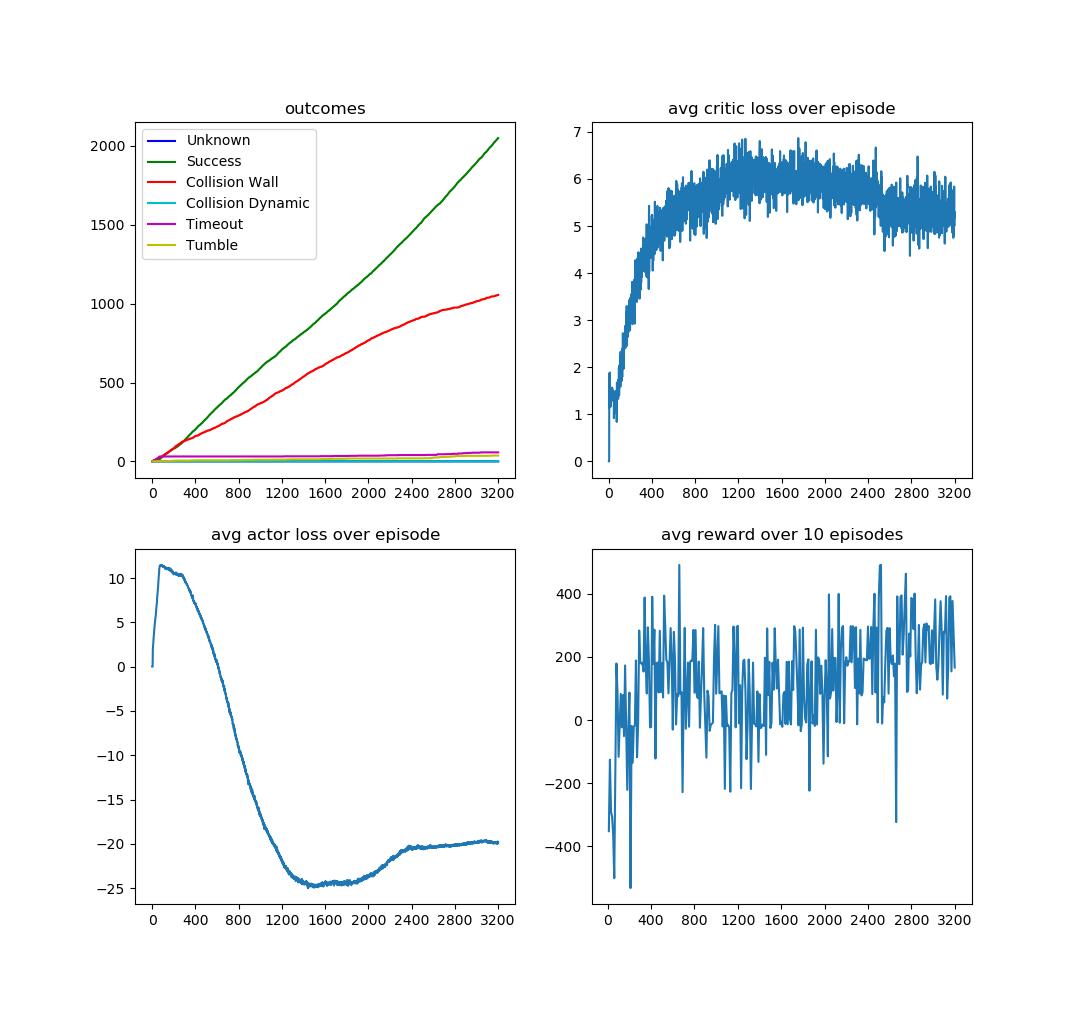 outcomes
2000
1500
1000
500
0
Unknown
Success
Collision Wall
Collision Dynamic
Timeout
Tumble
0 400 800 1200 1600 2000 2400 2800 3200
avg critic loss over episode
7
6
5
4
3
2
1
0
0 400 800 1200 1600 2000 2400 2800 3200
avg actor loss over episode
10
5
0
−5
−10
−15
−20
−25
0 400 800 1200 1600 2000 2400 2800 3200
avg reward over 10 episodes
400
200
0
−200
−400
0 400 800 1200 1600 2000 2400 2800 3200